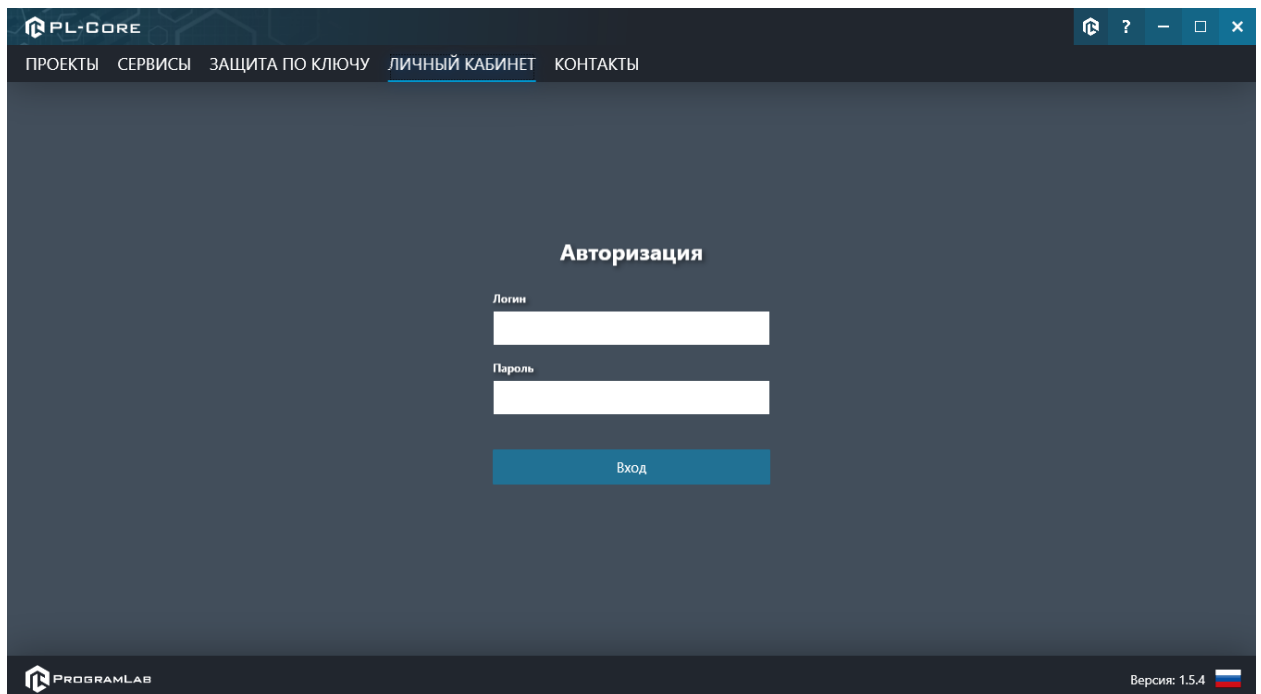 PL-CORE
?
ПРОЕКТЫ СЕРВИСЫ ЗАЩИТА ПО КЛЮЧУ ЛИЧНЫЙ КАБИНЕТ КОНТАКТЫ
Авторизация
Логин
Пароль
Вход
PROGRAMLAB
Версия: 1.5.4